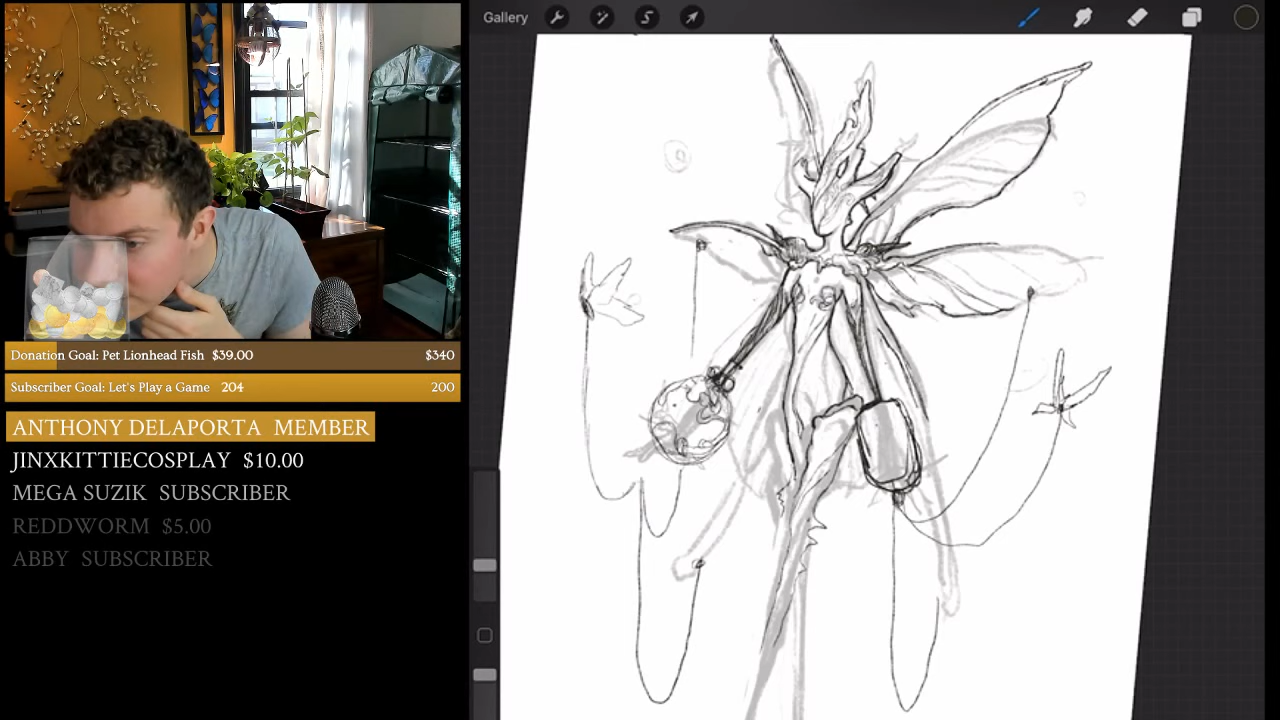 Gallery
Donation Goal: Pet Lionhead Fish $39.00 $340
Subscriber Goal: Let's Play a Game 204 200
ANTHONY DELAPORTA MEMBER
JINXKITTIECOSPLAY $10.00
MEGA SUZIK SUBSCRIBER
REDDWORM $5.00
ABBY SUBSCRIBER